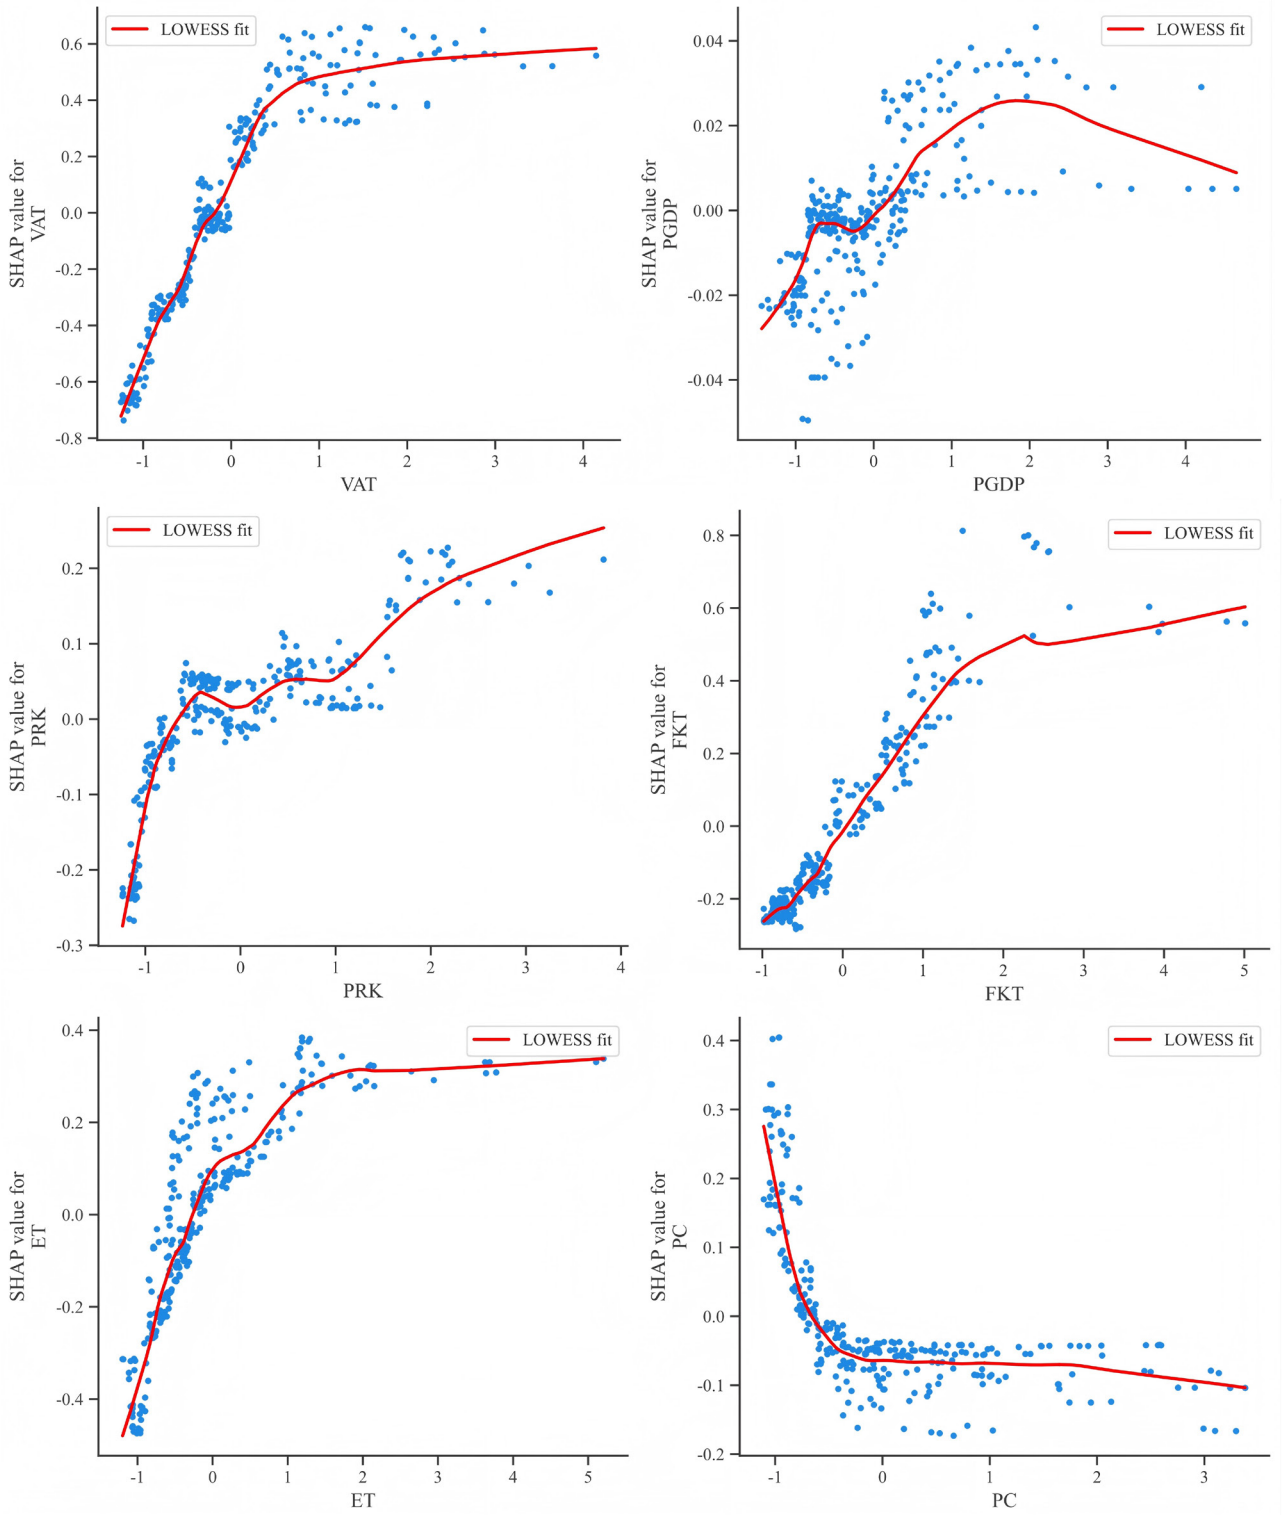 LOWESS fit
0.6
0.4
0.2
0.0
-0.2
-0.4
-0.6
-0.8
SHAP value for
VAT
-1 0 1 2 3 4
VAT
LOWESS fit
0.04
0.02
0.00
-0.02
-0.04
SHAP value for
PGDP
-1 0 1 2 3 4
PGDP
LOWESS fit
0.2
0.1
0.0
-0.1
-0.2
-0.3
SHAP value for
PRK
-1 0 1 2 3 4
PRK
LOWESS fit
0.8
0.6
0.4
0.2
0.0
-0.2
SHAP value for
FKT
-1 0 1 2 3 4 5
FKT
LOWESS fit
0.4
0.2
0.0
-0.2
-0.4
SHAP value for
ET
-1 0 1 2 3 4 5
ET
LOWESS fit
0.4
0.3
0.2
0.1
0.0
-0.1
-0.2
SHAP value for
PC
-1 0 1 2 3
PC